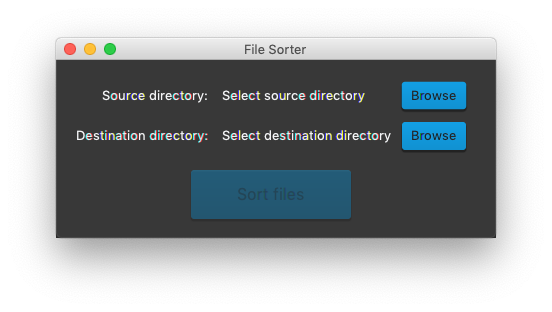 File Sorter
Source directory: Select source directory Browse
Destination directory: Select destination directory Browse
Sort files